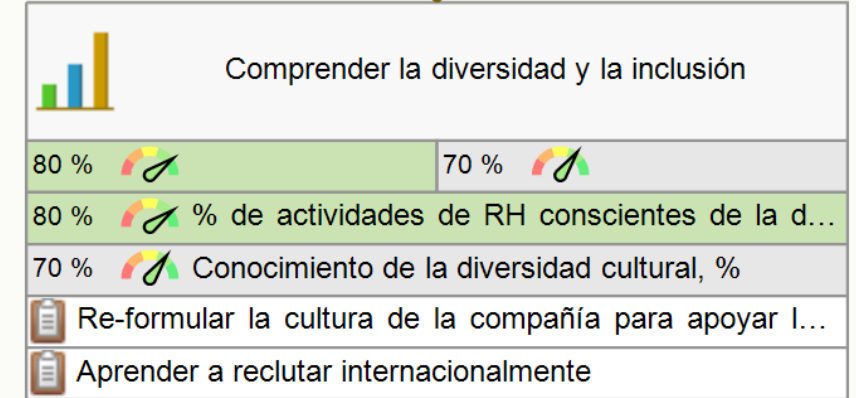 Comprender la diversidad y la inclusión
80 % 70 %
80 % % de actividades de RH conscientes de la d...
70 % Conocimiento de la diversidad cultural, %
Re-formular la cultura de la compañía para apoyar l...
Aprender a reclutar internacionalmente